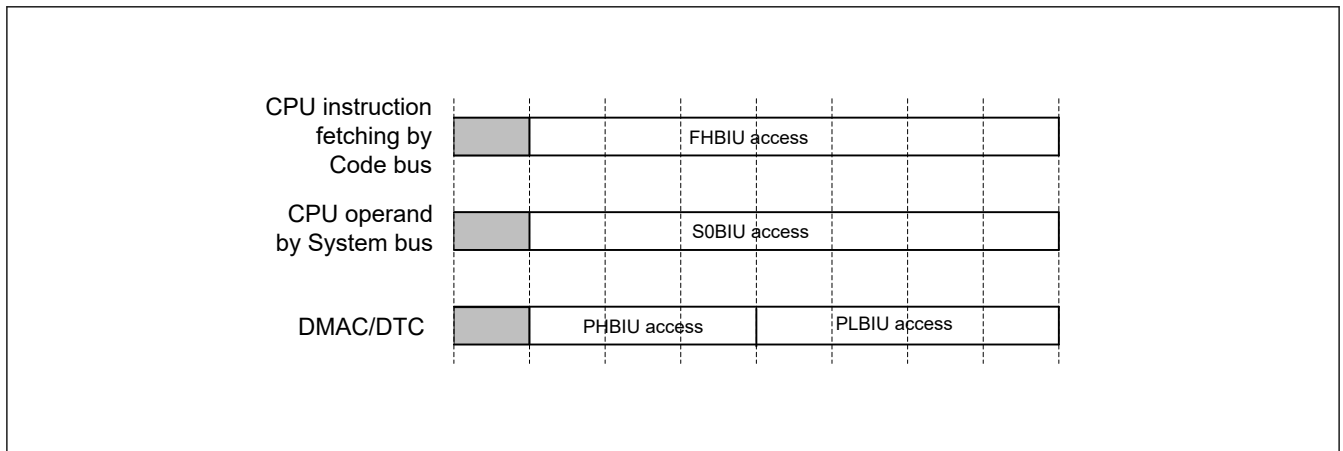 CPU instruction
fetching by
Code bus
FHBIU access
CPU operand
by System bus
S0BIU access
DMAC/DTC
PHBIU access
PLBIU access